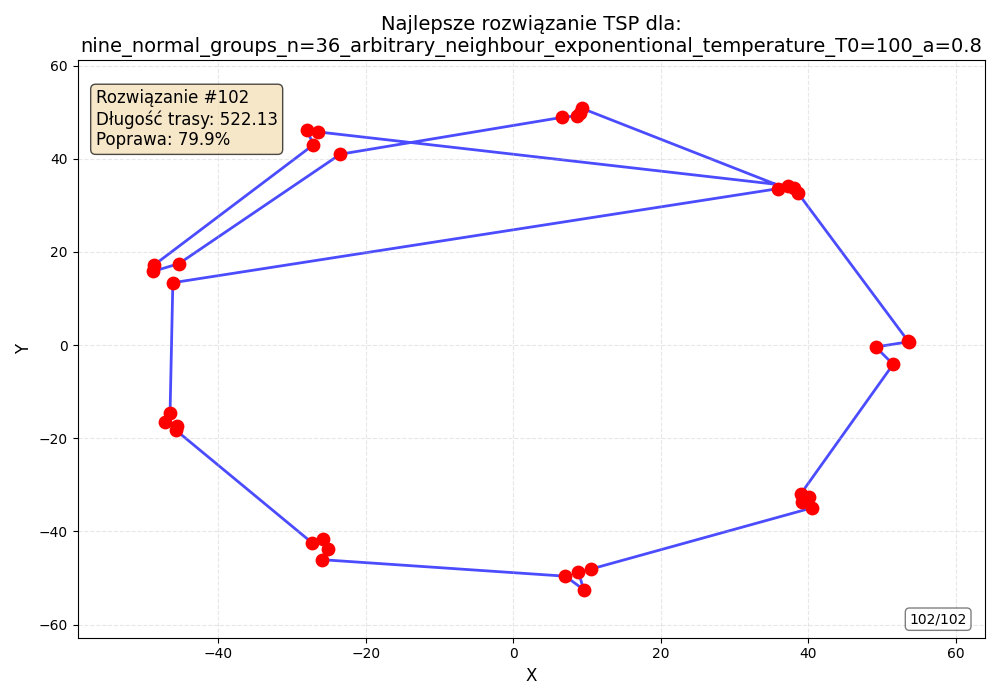 Najlepsze rozwiązanie TSP dla:
nine_normal_groups_n=36_arbitrary_neighbour_exponentional_temperature_T0=100_a=0.8
Rozwiązanie #102
Długość trasy: 522.13
Poprawa: 79.9%
60
40
20
0
−20
−40
−60
Y
102/102
−40
−20
0
20
40
60
X